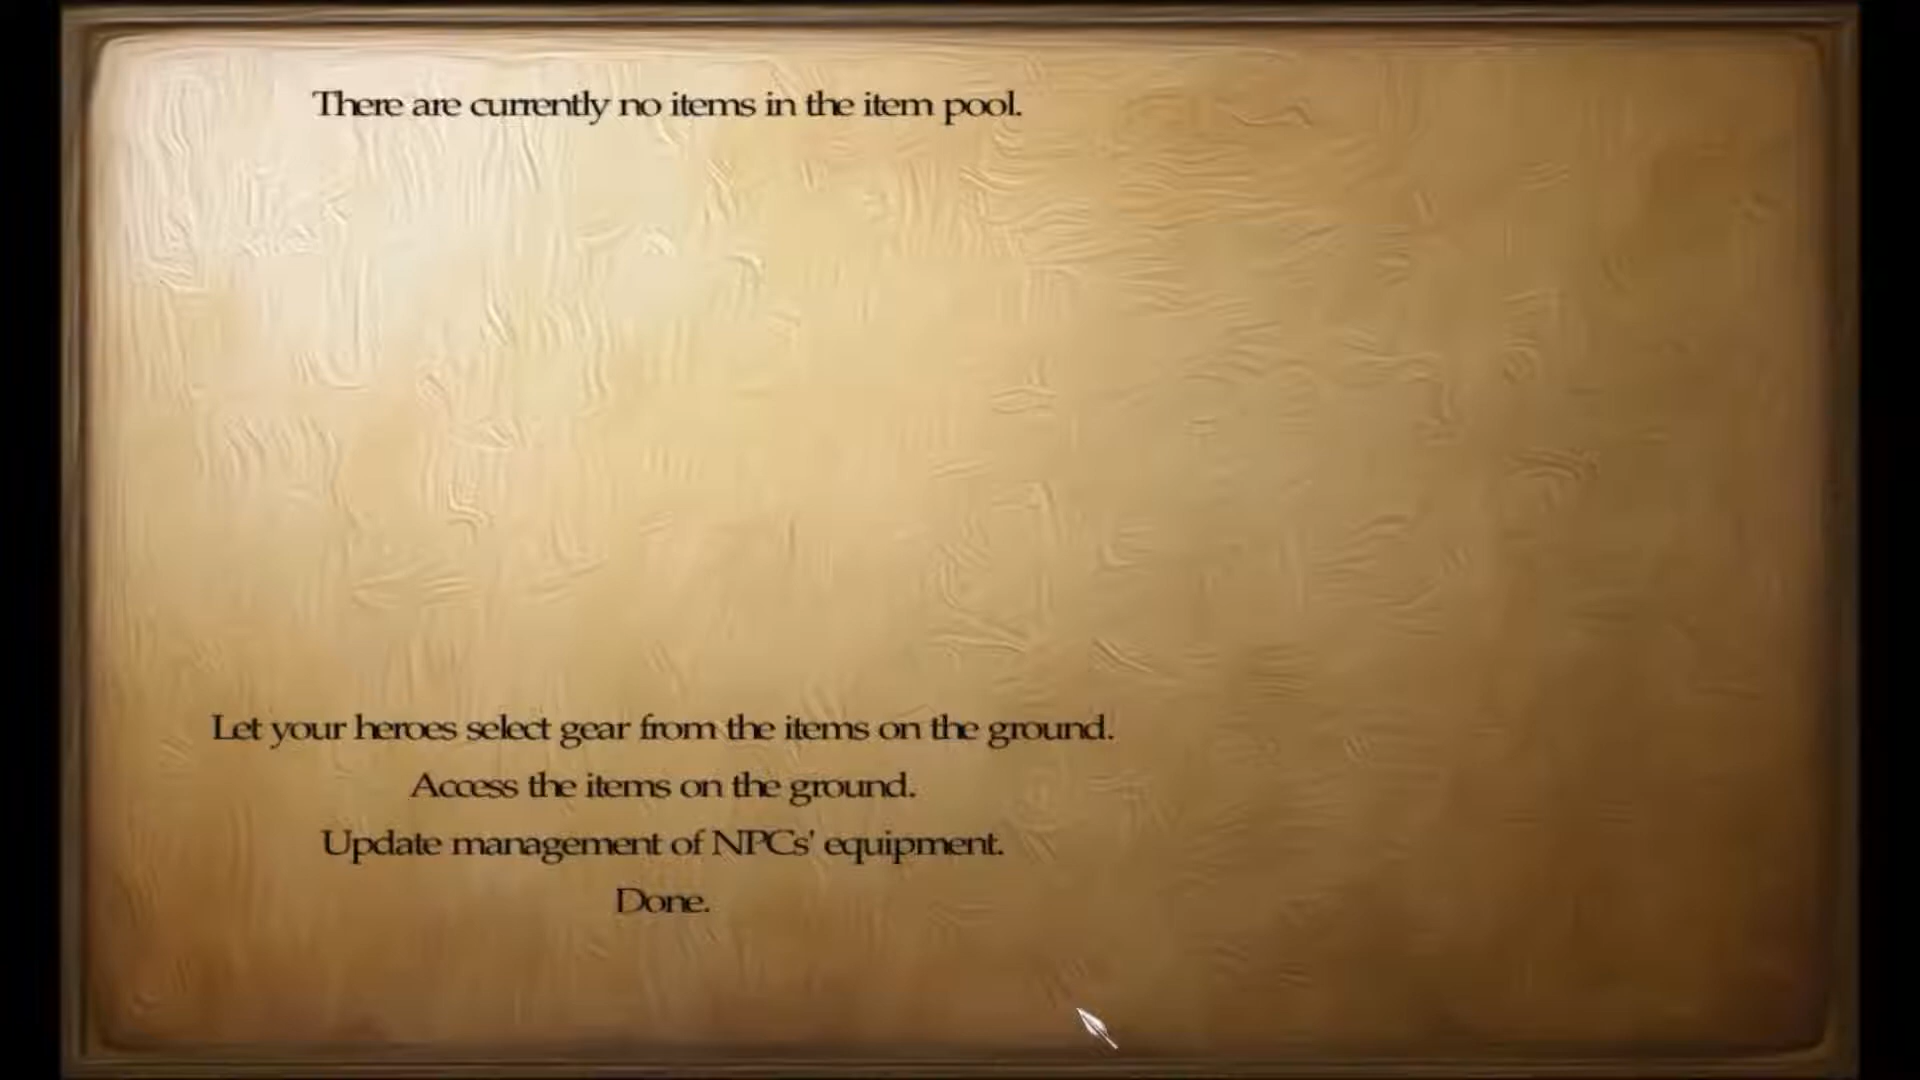 There are currently no items in the item pool.
Let your heroes select gear from the items on the ground.
Access the items on the ground.
Update management of NPCs' equipment.
Done.